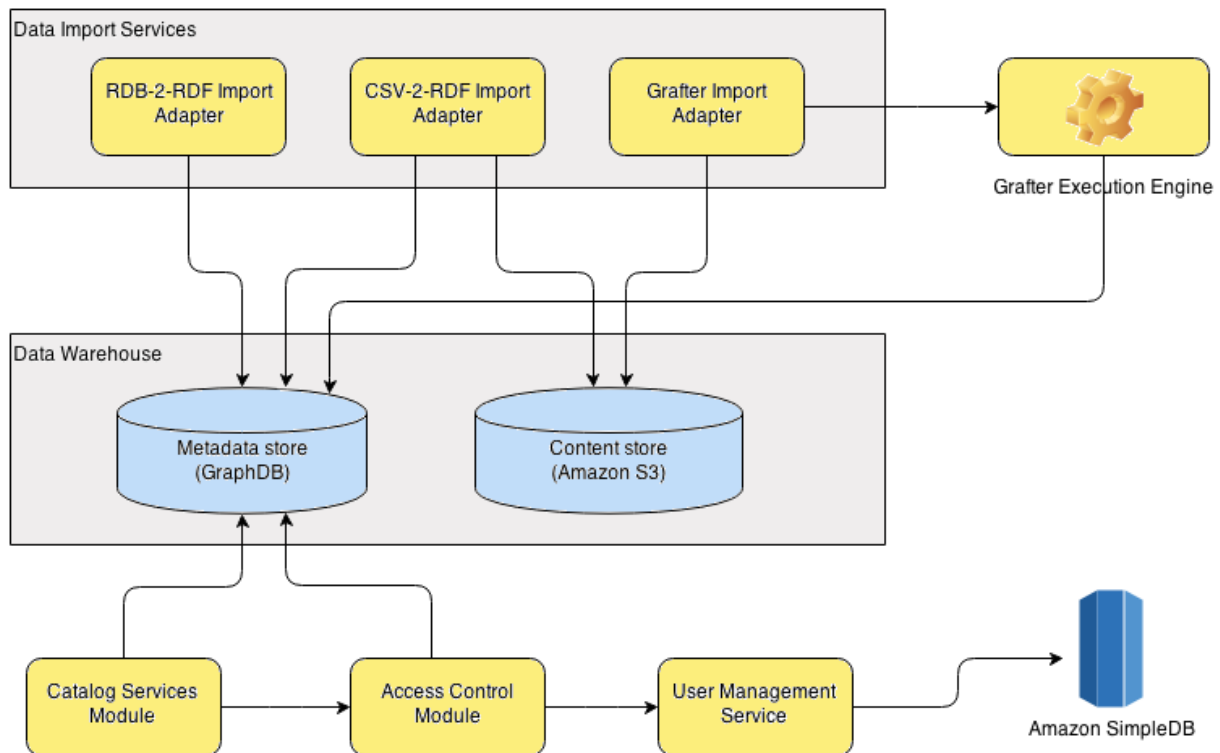 Data Import Services
RDB-2-RDF Import
Adapter
CSV-2-RDF Import
Adapter
Grafter Import
Adapter
Grafter Execution Engine
Data Warehouse
Metadata store
(GraphDB)
Content store
(Amazon S3)
Catalog Services
Module
Access Control
Module
User Management
Service
Amazon SimpleDB